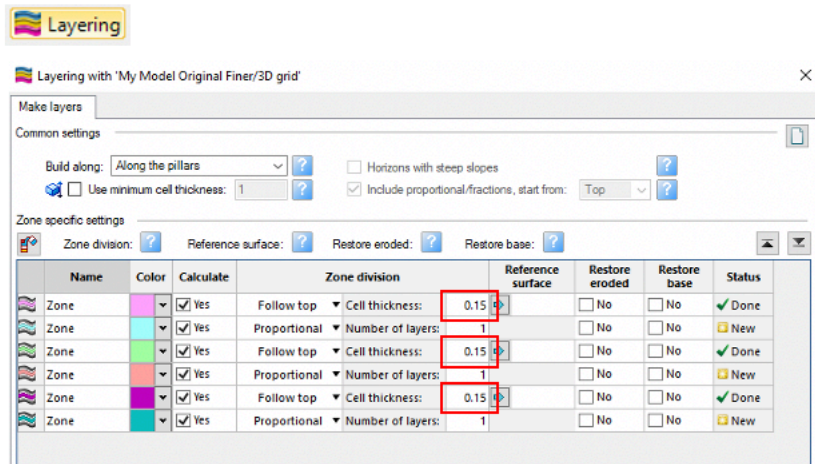 Layering
Layering with 'My Model Original Finer/3D grid'
Make layers
Common settings
Build along: Along the pillars ? Horizons with steep slopes ?
Use minimum cell thickness: 1 ? Include proportional/fractions, start from: Top ?
Zone specific settings
Zone division: ? Reference surface: ? Restore eroded: ? Restore base: ?
Name Color Calculate Zone division Reference surface Restore eroded Restore base Status
Zone Yes Follow top Cell thickness: 0.15 No No Done
Zone Yes Proportional Number of layers: 1 No No New
Zone Yes Follow top Cell thickness: 0.15 No No Done
Zone Yes Proportional Number of layers: 1 No No New
Zone Yes Follow top Cell thickness: 0.15 No No Done
Zone Yes Proportional Number of layers: 1 No No New